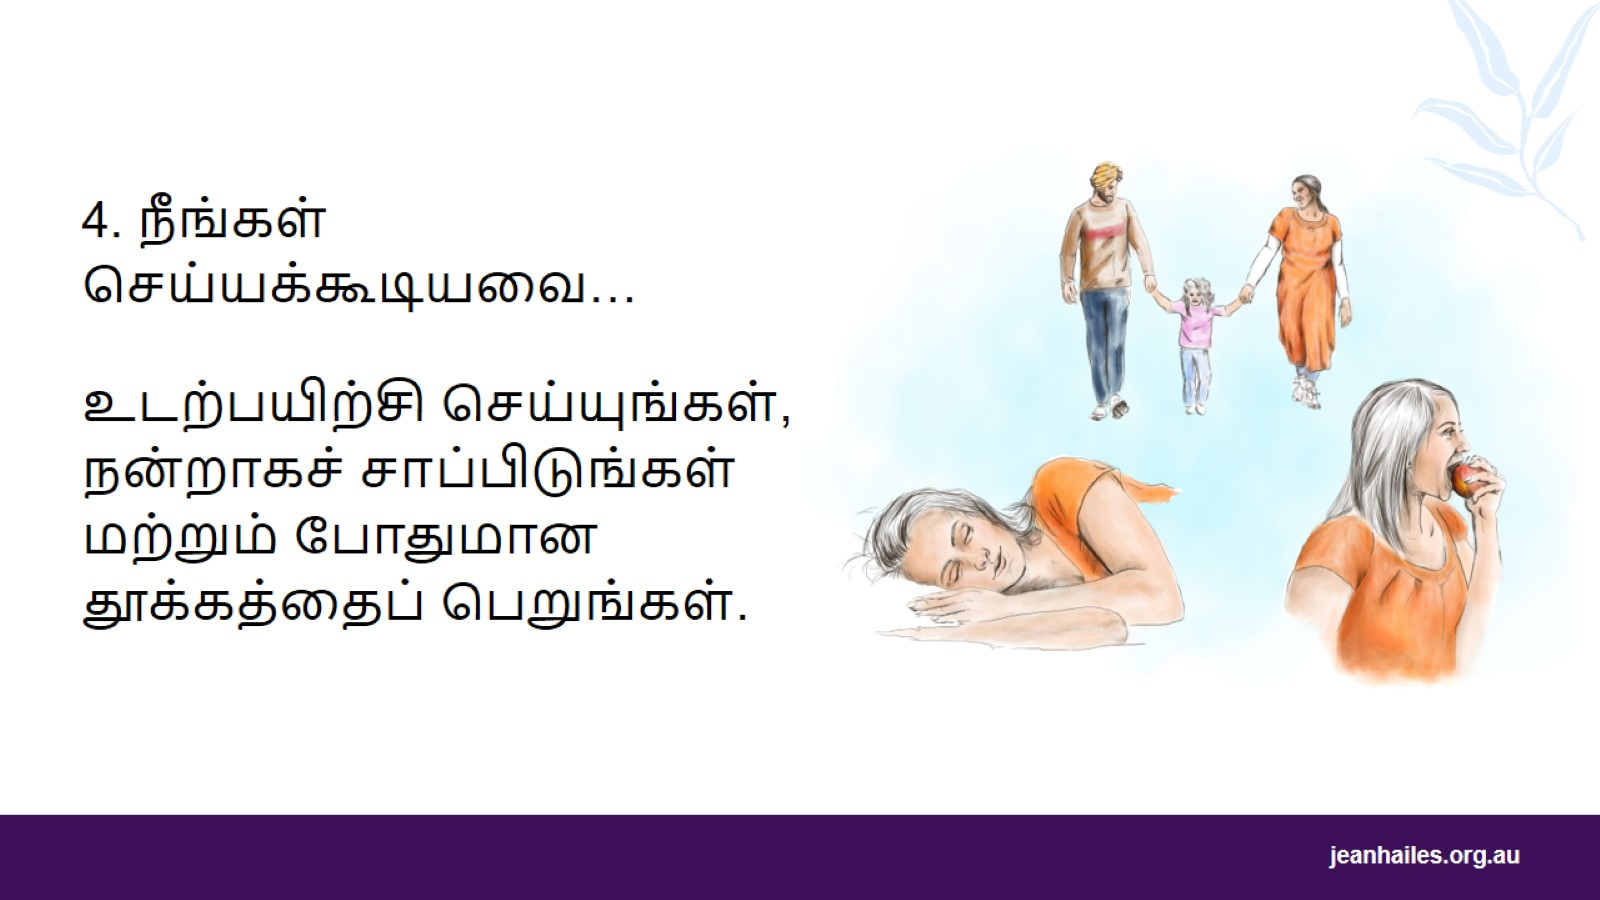 4. நீங்கள்
செய்யக்கூடியவை...
உடற்பயிற்சி செய்யுங்கள்,
நன்றாகச் சாப்பிடுங்கள்
மற்றும் போதுமான
தூக்கத்தைப் பெறுங்கள்.
jeanhailes.org.au